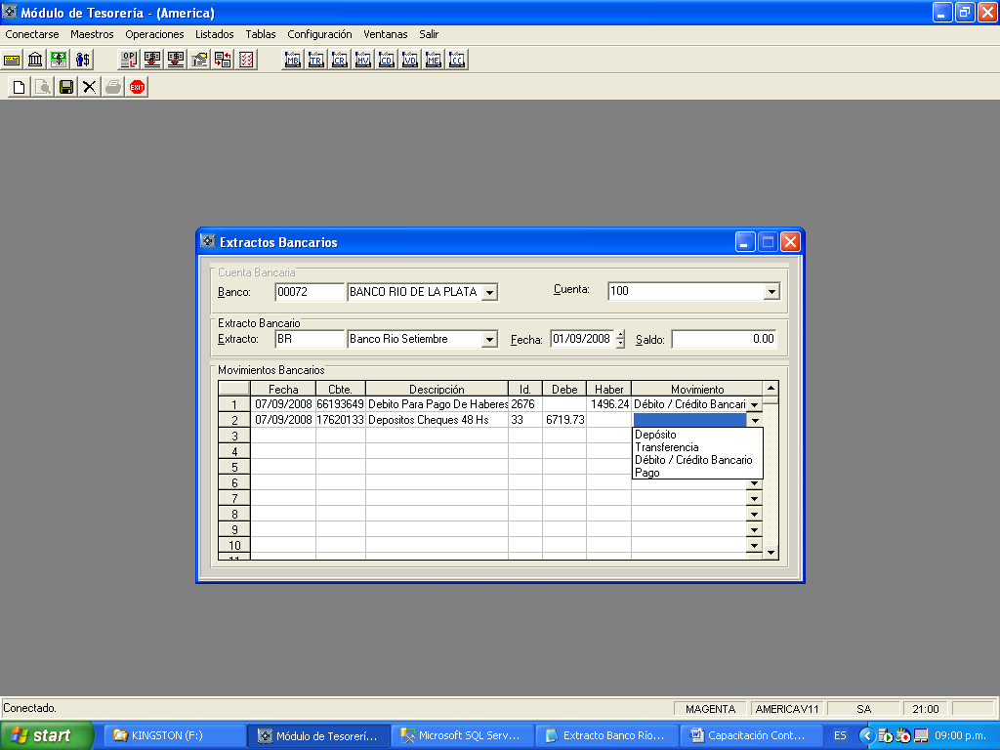 Módulo de Tesorería - (America)
Conectarse Maestros Operaciones Listados Tablas Configuración Ventanas Salir
OP MB TR CR HV CD VD ME CC
EXIT
Extractos Bancarios
Cuenta Bancaria
Banco: 00072 BANCO RIO DE LA PLATA Cuenta: 100
Extracto Bancario
Extracto: BR Banco Rio Setiembre Fecha: 01/09/2008 Saldo: 0.00
Movimientos Bancarios
Fecha Cbte. Descripción Id. Debe Haber Movimiento
1 07/09/2008 66193649 Debito Para Pago De Haberes 2676 1496.24 Débito / Crédito Bancari
2 07/09/2008 17620133 Depositos Cheques 48 Hs 33 6719.73
3
Depósito
4
Transferencia
5
Débito / Crédito Bancario
Pago
6
7
8
9
10
11
Conectado. MAGENTA AMERICAV11 SA 21:00
start KINGSTON (F:) Módulo de Tesorerí... Microsoft SQL Serv... Extracto Banco Río... Capacitación Cont... ES 09:00 p.m.